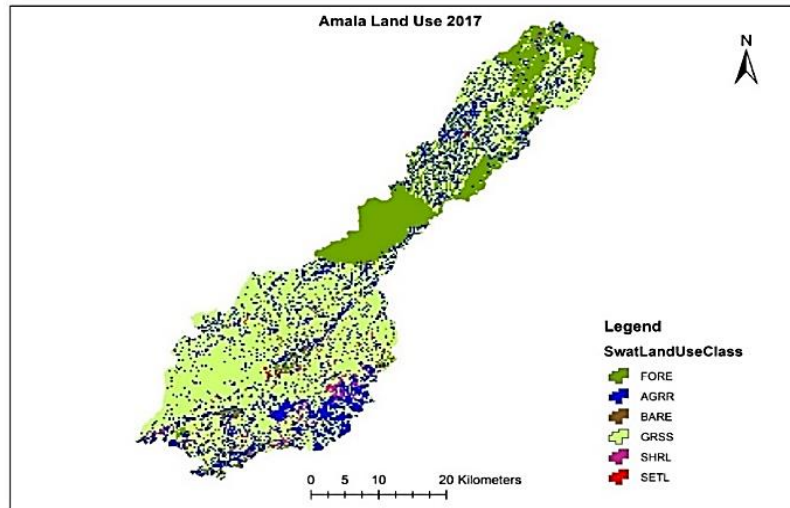 Amala Land Use 2017
N
Legend
SwatLandUseClass
FORE
AGRR
BARE
GRSS
SHRL
SETL
0 5 10 20 Kilometers